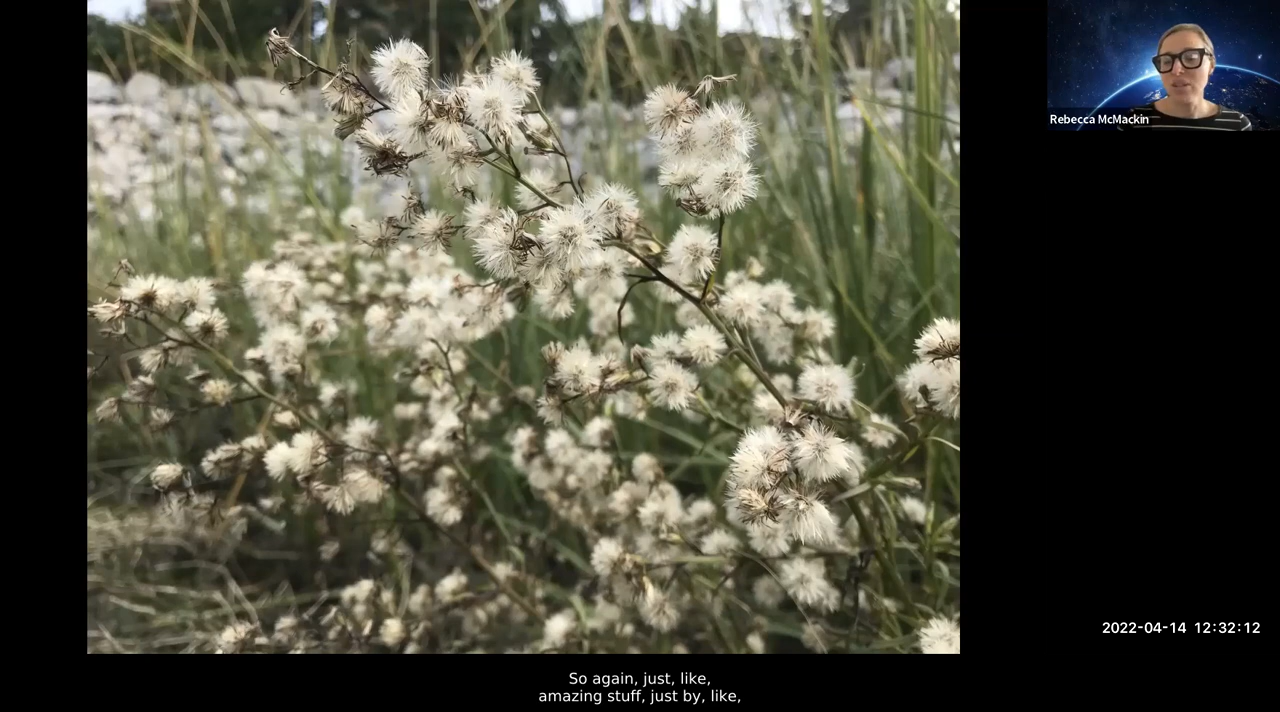 Rebecca McMackin
2022-04-14 12:32:12
So again, just, like,
amazing stuff, just by, like,